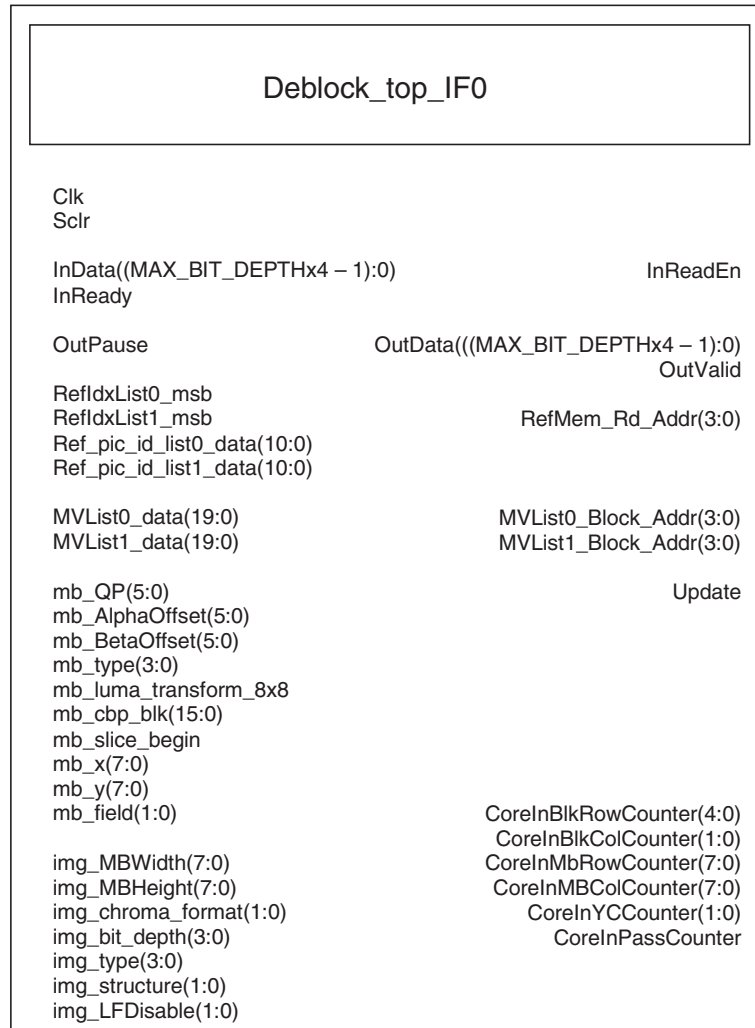 Deblock_top_IF0
Clk
Sclr
InData((MAX_BIT_DEPTHx4 – 1):0) InReadEn
InReady
OutPause OutData(((MAX_BIT_DEPTHx4 – 1):0)
OutValid
RefIdxList0_msb
RefIdxList1_msb RefMem_Rd_Addr(3:0)
Ref_pic_id_list0_data(10:0)
Ref_pic_id_list1_data(10:0)
MVList0_data(19:0) MVList0_Block_Addr(3:0)
MVList1_data(19:0) MVList1_Block_Addr(3:0)
mb_QP(5:0) Update
mb_AlphaOffset(5:0)
mb_BetaOffset(5:0)
mb_type(3:0)
mb_luma_transform_8x8
mb_cbp_blk(15:0)
mb_slice_begin
mb_x(7:0)
mb_y(7:0)
mb_field(1:0) CoreInBlkRowCounter(4:0)
CoreInBlkColCounter(1:0)
img_MBWidth(7:0) CoreInMbRowCounter(7:0)
img_MBHeight(7:0) CoreInMBColCounter(7:0)
img_chroma_format(1:0) CoreInYCCounter(1:0)
img_bit_depth(3:0) CoreInPassCounter
img_type(3:0)
img_structure(1:0)
img_LFDisable(1:0)